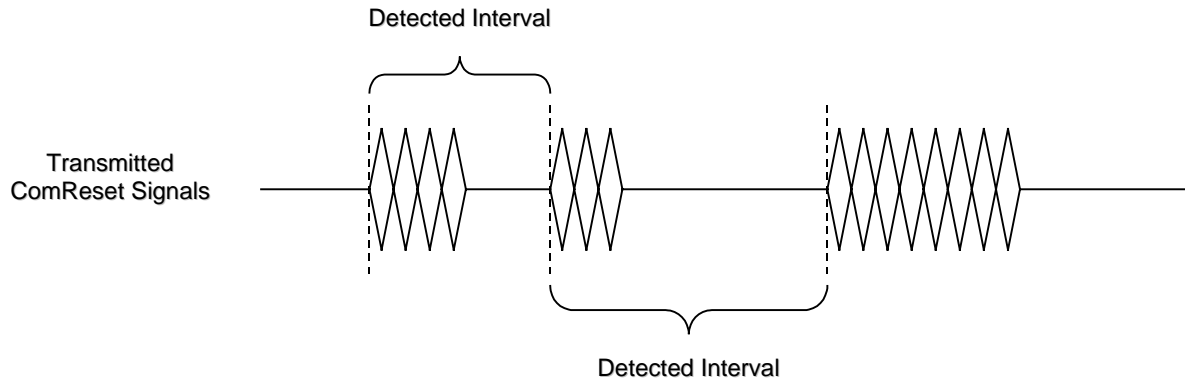 Detected Interval
Transmitted
ComReset Signals
Detected Interval